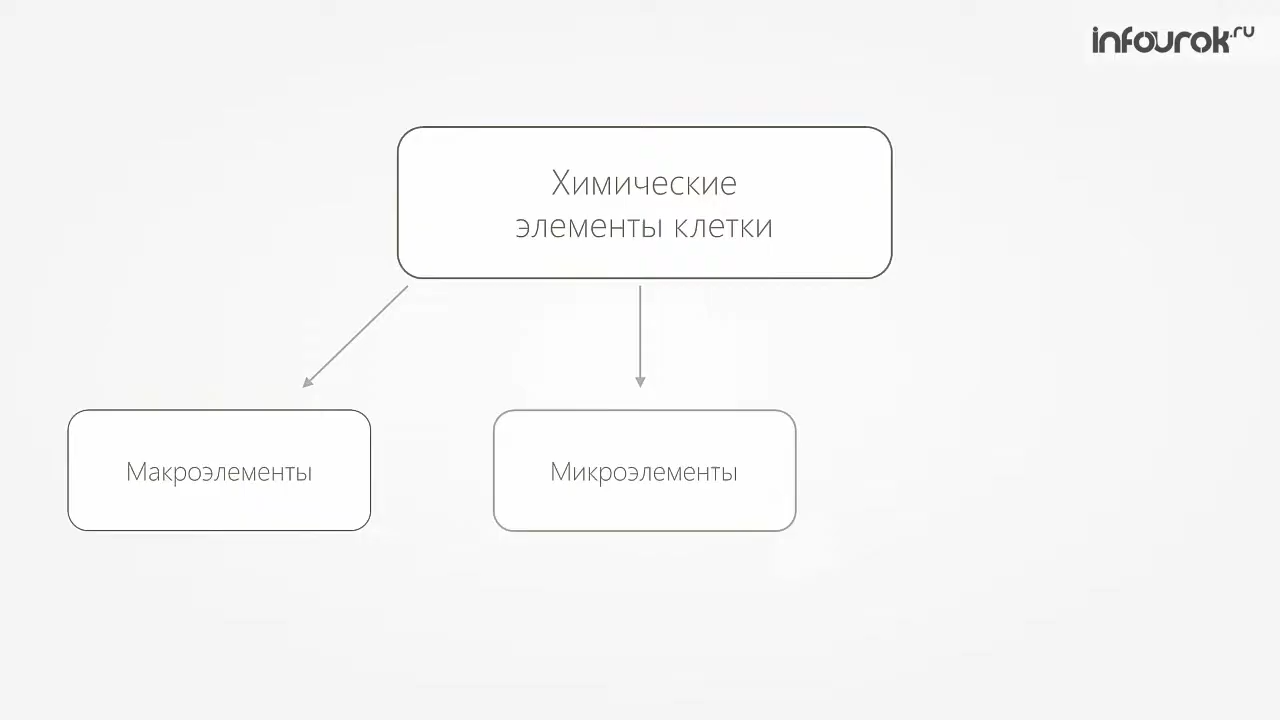 infourok.ru
Химические
элементы клетки
Макроэлементы
Микроэлементы